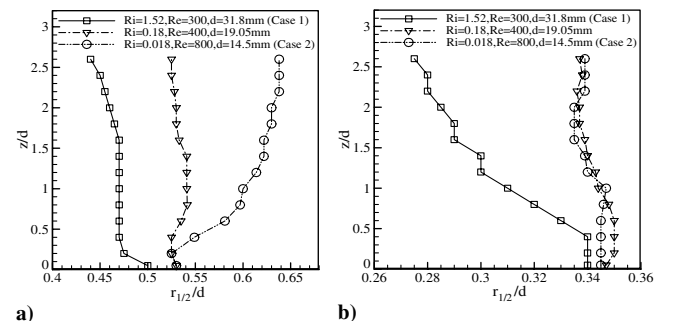 Ri=1.52,Re=300,d=31.8mm (Case 1)
Ri=0.18,Re=400,d=19.05mm
Ri=0.018,Re=800,d=14.5mm (Case 2)
z/d
2.5
2
1.5
1
0.5
0
0.4
0.45
0.5
0.55
0.6
0.65
r1/2/d
a)
Ri=1.52,Re=300,d=31.8mm (Case 1)
Ri=0.18,Re=400,d=19.05mm
Ri=0.018,Re=800,d=14.5mm (Case 2)
z/d
2.5
2
1.5
1
0.5
0
0.26
0.28
0.3
0.32
0.34
0.36
r1/2/d
b)